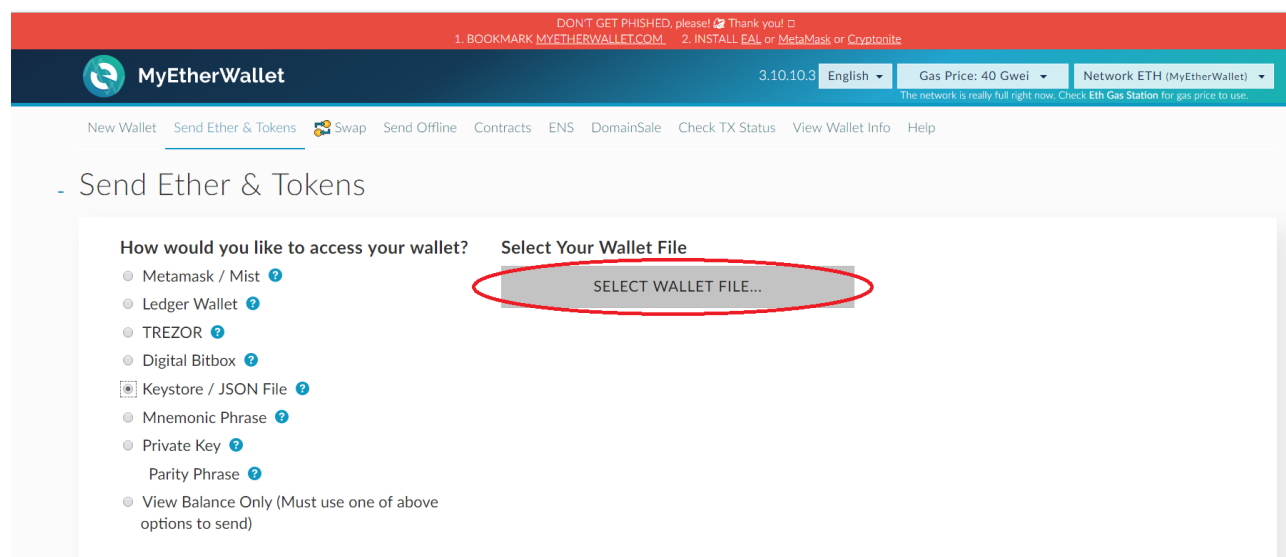 DON'T GET PHISHED, please! Thank you!
1. BOOKMARK MYETHERWALLET.COM 2. INSTALL EAL or MetaMask or Cryptonite
MyEtherWallet
3.10.10.3 English Gas Price: 40 Gwei Network ETH (MyEtherWallet)
The network is really full right now. Check Eth Gas Station for gas price to use.
New Wallet Send Ether & Tokens Swap Send Offline Contracts ENS DomainSale Check TX Status View Wallet Info Help
- Send Ether & Tokens
How would you like to access your wallet?
Metamask / Mist ?
Ledger Wallet ?
TREZOR ?
Digital Bitbox ?
Keystore / JSON File ?
Mnemonic Phrase ?
Private Key ?
Parity Phrase ?
View Balance Only (Must use one of above
options to send)
Select Your Wallet File
SELECT WALLET FILE...